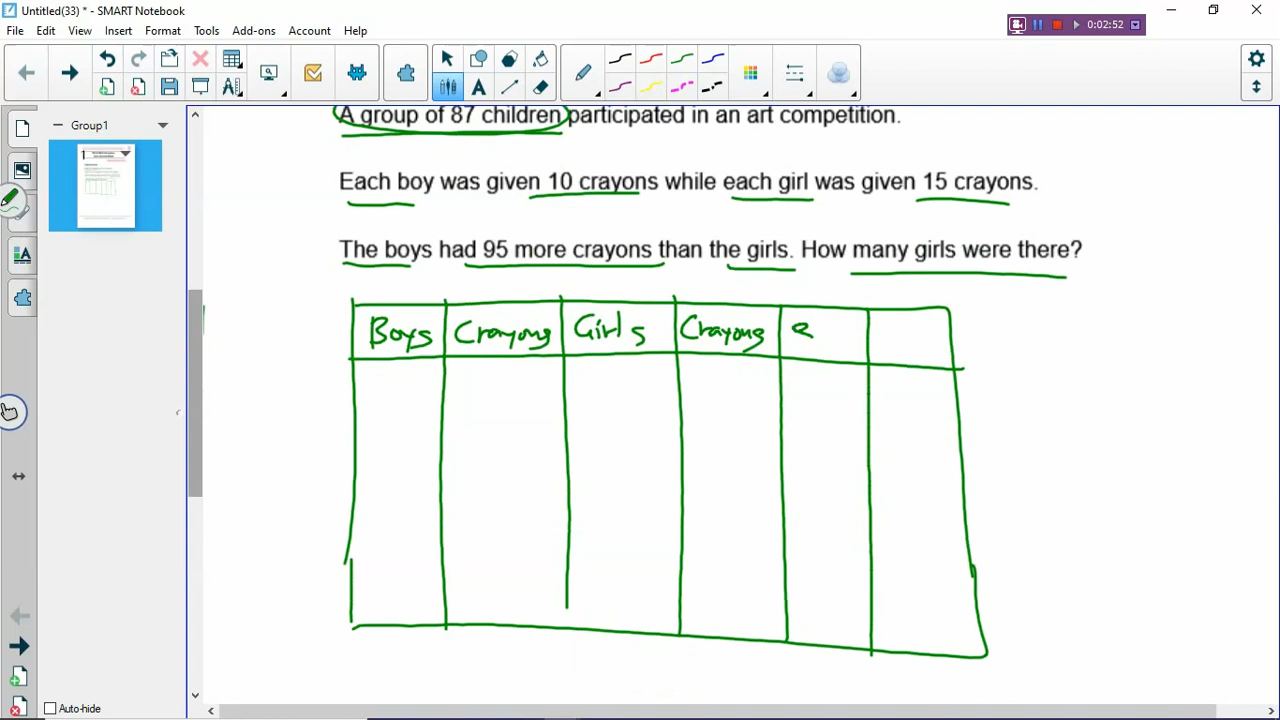 Untitled(33) * - SMART Notebook
00:02:52
File Edit View Insert Format Tools Add-ons Account Help
Group1
1
A group of 87 children participated in an art competition.
Each boy was given 10 crayons while each girl was given 15 crayons.
The boys had 95 more crayons than the girls. How many girls were there?
Boys Crayons Girls Crayons
Auto-hide